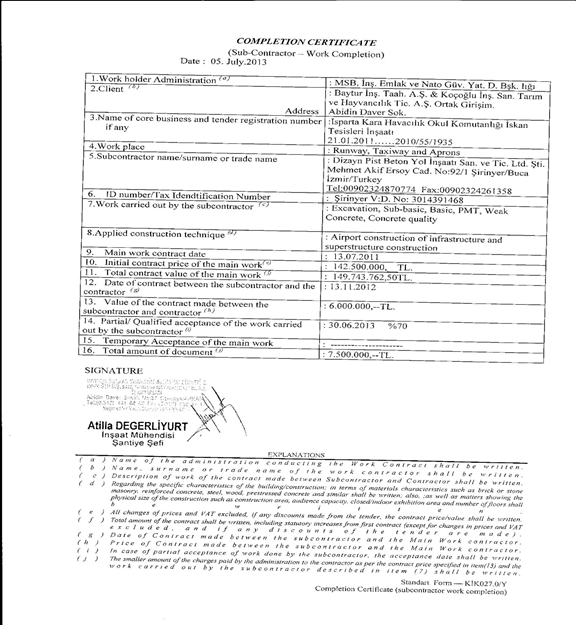 COMPLETION CERTIFICATE
(Sub-Contractor – Work Completion)
Date : 05. July.2013
1.Work holder Administration (a) : MSB, İnş. Emlak ve Nato Güv. Yat. D. Bşk. lığı
2.Client (b) : Baytur İnş. Taah. A.Ş. & Koçoğlu İnş. San. Tarım
ve Hayvancılık Tic. A.Ş. Ortak Girişim.
Address Abidin Daver Sok.
3.Name of core business and tender registration number :Isparta Kara Havacılık Okul Komutanlığı İskan
if any Tesisleri İnşaatı
21.01.2011......2010/55/1935
4.Work place : Runway, Taxiway and Aprons
5.Subcontractor name/surname or trade name : Dizayn Pist Beton Yol İnşaatı San. ve Tic. Ltd. Şti.
Mehmet Akif Ersoy Cad. No:92/1 Şirinyer/Buca
İzmir/Turkey
Tel:00902324870774 Fax:00902324261358
6. ID number/Tax Idendtification Number : Şirinyer V:D. No: 3014391468
7.Work carried out by the subcontractor (c) : Excavation, Sub-basic, Basic, PMT, Weak
Concrete, Concrete quality
8.Applied construction technique (d) : Airport construction of infrastructure and
superstructure construction
9. Main work contract date : 13.07.2011
10. Initial contract price of the main work(e) : 142.500.000, TL.
11. Total contract value of the main work (f) : 149.743.762,50TL.
12. Date of contract between the subcontractor and the : 13.11.2012
contractor (g)
13. Value of the contract made between the : 6.000.000,--TL.
subcontractor and contractor (h)
14. Partial/ Qualified acceptance of the work carried : 30.06.2013 %70
out by the subcontractor (i)
15. Temporary Acceptance of the main work : --------------------
16. Total amount of document (j) : 7.500.000,--TL.
SIGNATURE
Atilla DEGERLİYURT
İnşaat Mühendisi
Şantiye Şefi
EXPLANATIONS
( a ) Name of the administration conducting the Work Contract shall be written.
( b ) Name, surname or trade name of the work contractor shall be written.
( c ) Description of work of the contract made between Subcontractor and Contractor shall be written.
( d ) Regarding the specific characteristics of the building/construction; in terms of materials characteristics such as brick or stone
masonry, reinforced concrete, steel, wood, prestressed concrete and similar shall be written; also, ;as well as matters showing the
physical size of the construction such as construction area, audience capacity, closed/indoor exhibition area and number of floors shall
be written
( e ) All charges of prices and VAT excluded, if any discounts made from the tender, the contract price/value shall be written.
( f ) Total amount of the contract shall be written, including statutory increases from first contract (except for changes in prices and VAT
excluded, and if any discounts of the tender are made).
( g ) Date of Contract made between the subcontractor and the Main Work contractor.
( h ) Price of Contract made between the subcontractor and the Main Work contractor.
( i ) In case of partial acceptance of work done by the subcontractor, the acceptance date shall be written.
( j ) The smaller amount of the charges paid by the administration to the contractor as per the contract price specified in item(13) and the
work carried out by the subcontractor described in item (7) shall be written.
Standart Form — KİK027.0/Y
Completion Certificate (subcontractor work completion)